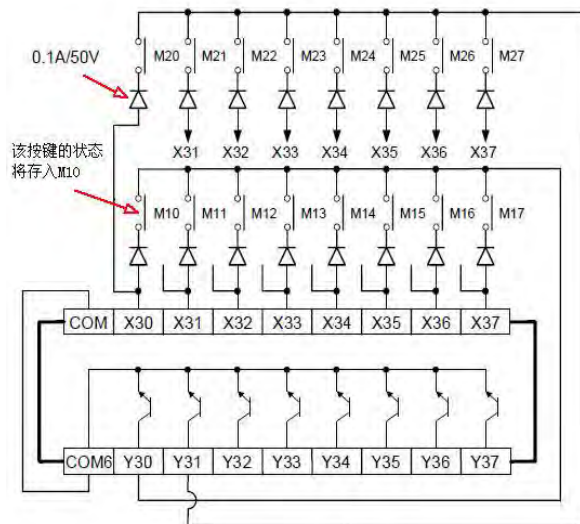 0.1A/50V
M20 M21 M22 M23 M24 M25 M26 M27
X31 X32 X33 X34 X35 X36 X37
该按键的状态
将存入M10
M10 M11 M12 M13 M14 M15 M16 M17
COM X30 X31 X32 X33 X34 X35 X36 X37
COM6 Y30 Y31 Y32 Y33 Y34 Y35 Y36 Y37